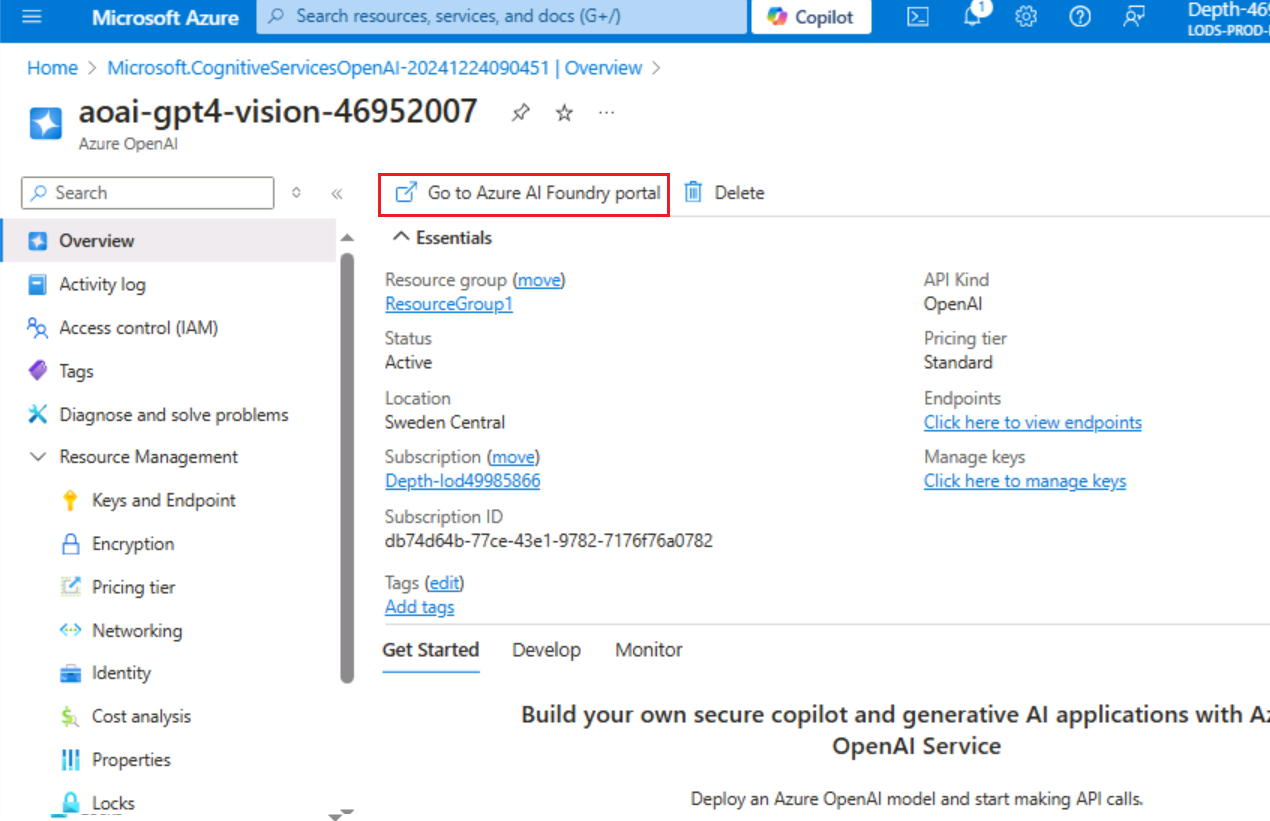 Microsoft Azure
Search resources, services, and docs (G+/)
Copilot
1
Depth-469
LODS-PROD-
Home > Microsoft.CognitiveServicesOpenAI-20241224090451 | Overview >
aoai-gpt4-vision-46952007
Azure OpenAI
Search
Go to Azure AI Foundry portal
Delete
Overview
Activity log
Access control (IAM)
Tags
Diagnose and solve problems
Resource Management
Keys and Endpoint
Encryption
Pricing tier
Networking
Identity
Cost analysis
Properties
Locks
Essentials
Resource group (move)
ResourceGroup1
Status
Active
Location
Sweden Central
Subscription (move)
Depth-lod49985866
Subscription ID
db74d64b-77ce-43e1-9782-7176f76a0782
Tags (edit)
Add tags
API Kind
OpenAI
Pricing tier
Standard
Endpoints
Click here to view endpoints
Manage keys
Click here to manage keys
Get Started
Develop
Monitor
Build your own secure copilot and generative AI applications with Az
OpenAI Service
Deploy an Azure OpenAI model and start making API calls.